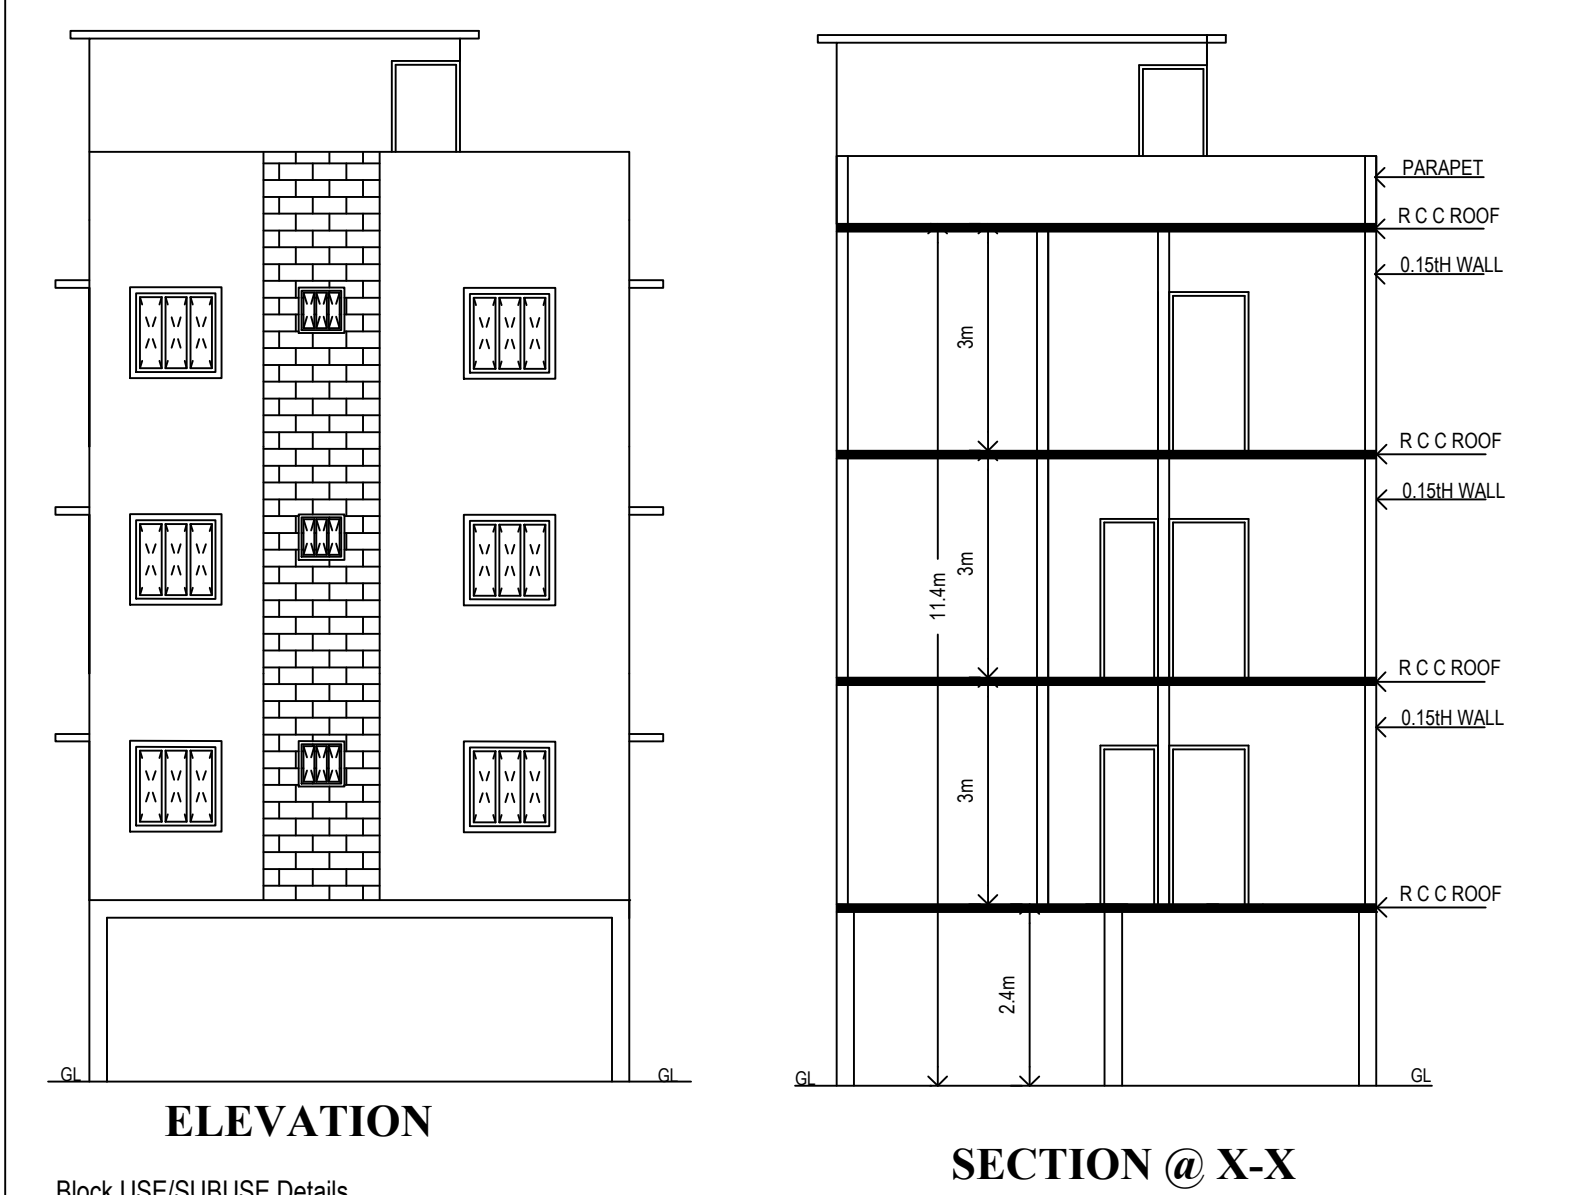 PARAPET
R C C ROOF
0.15tH WALL
3m
R C C ROOF
0.15tH WALL
3m
11.4m
R C C ROOF
0.15tH WALL
3m
R C C ROOF
2.4m
GL
GL
GL
GL
ELEVATION
SECTION @ X-X
Block USE/SUBUSE Details